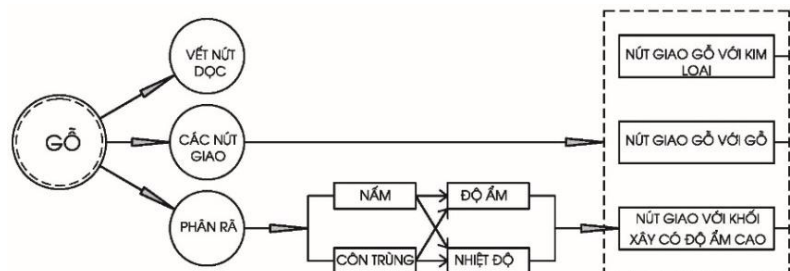 VẾT NỨT
DỌC
NÚT GIAO GỖ VỚI KIM
LOẠI
GỖ
CÁC NÚT
GIAO
NÚT GIAO GỖ VỚI GỖ
PHÂN RÃ
NẤM
ĐỘ ẨM
NÚT GIAO VỚI KHỐI
XÂY CÓ ĐỘ ẨM CAO
CÔN TRÙNG
NHIỆT ĐỘ